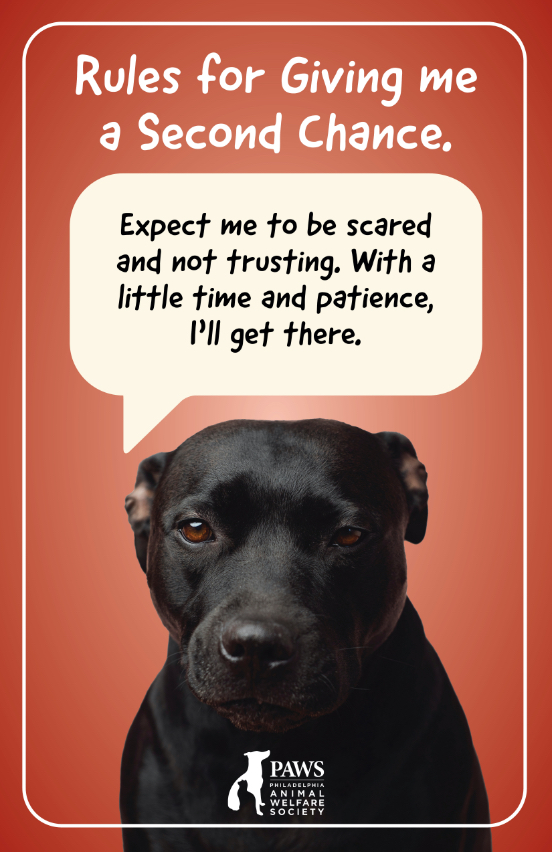 Rules for Giving me
a Second Chance.
Expect me to be scared
and not trusting. With a
little time and patience,
I'll get there.
PAWS
PHILADELPHIA
ANIMAL
WELFARE
SOCIETY